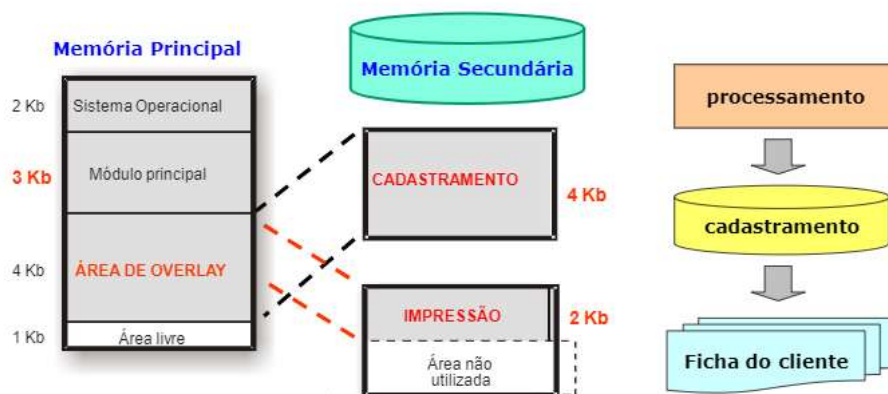 Memória Principal
2 Kb
Sistema Operacional
3 Kb
Módulo principal
4 Kb
ÁREA DE OVERLAY
1 Kb
Área livre
Memória Secundária
CADASTRAMENTO
4 Kb
IMPRESSÃO
2 Kb
Área não
utilizada
processamento
cadastramento
Ficha do cliente